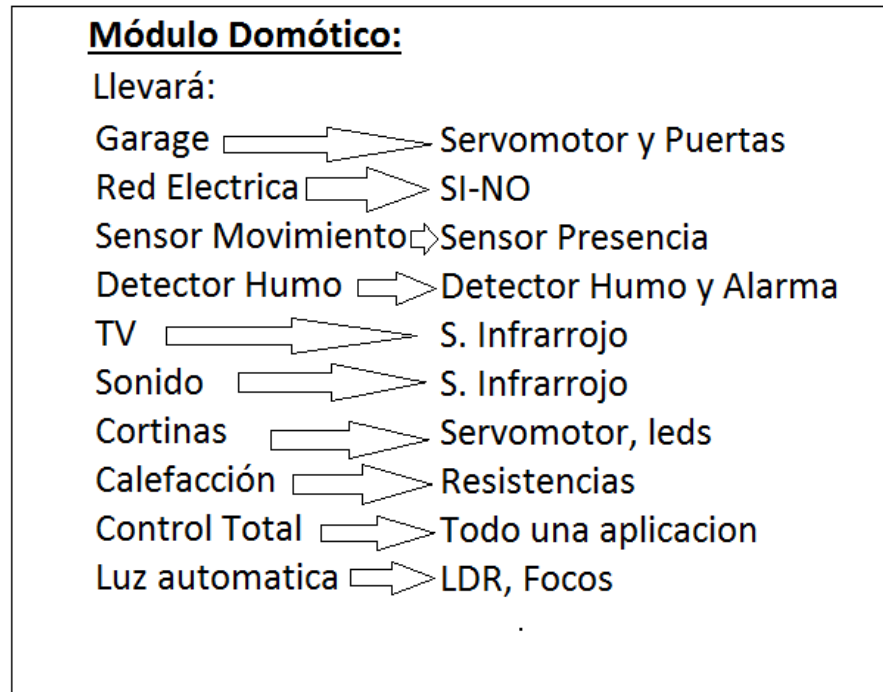 Módulo Domótico:
Llevará:
Garage Servomotor y Puertas
Red Electrica SI-NO
Sensor Movimiento Sensor Presencia
Detector Humo Detector Humo y Alarma
TV S. Infrarrojo
Sonido S. Infrarrojo
Cortinas Servomotor, leds
Calefacción Resistencias
Control Total Todo una aplicacion
Luz automatica LDR, Focos
.